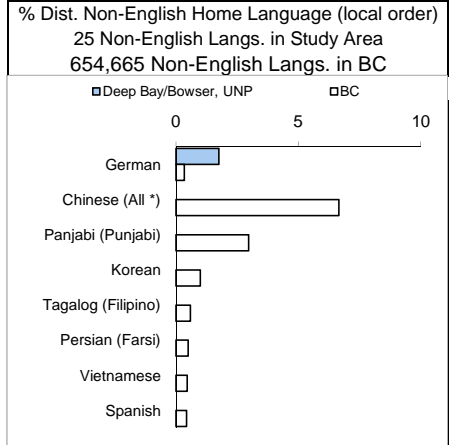 % Dist. Non-English Home Language (local order)
25 Non-English Langs. in Study Area
654,665 Non-English Langs. in BC
Deep Bay/Bowser, UNP BC
0 5 10
German
Chinese (All *)
Panjabi (Punjabi)
Korean
Tagalog (Filipino)
Persian (Farsi)
Vietnamese
Spanish